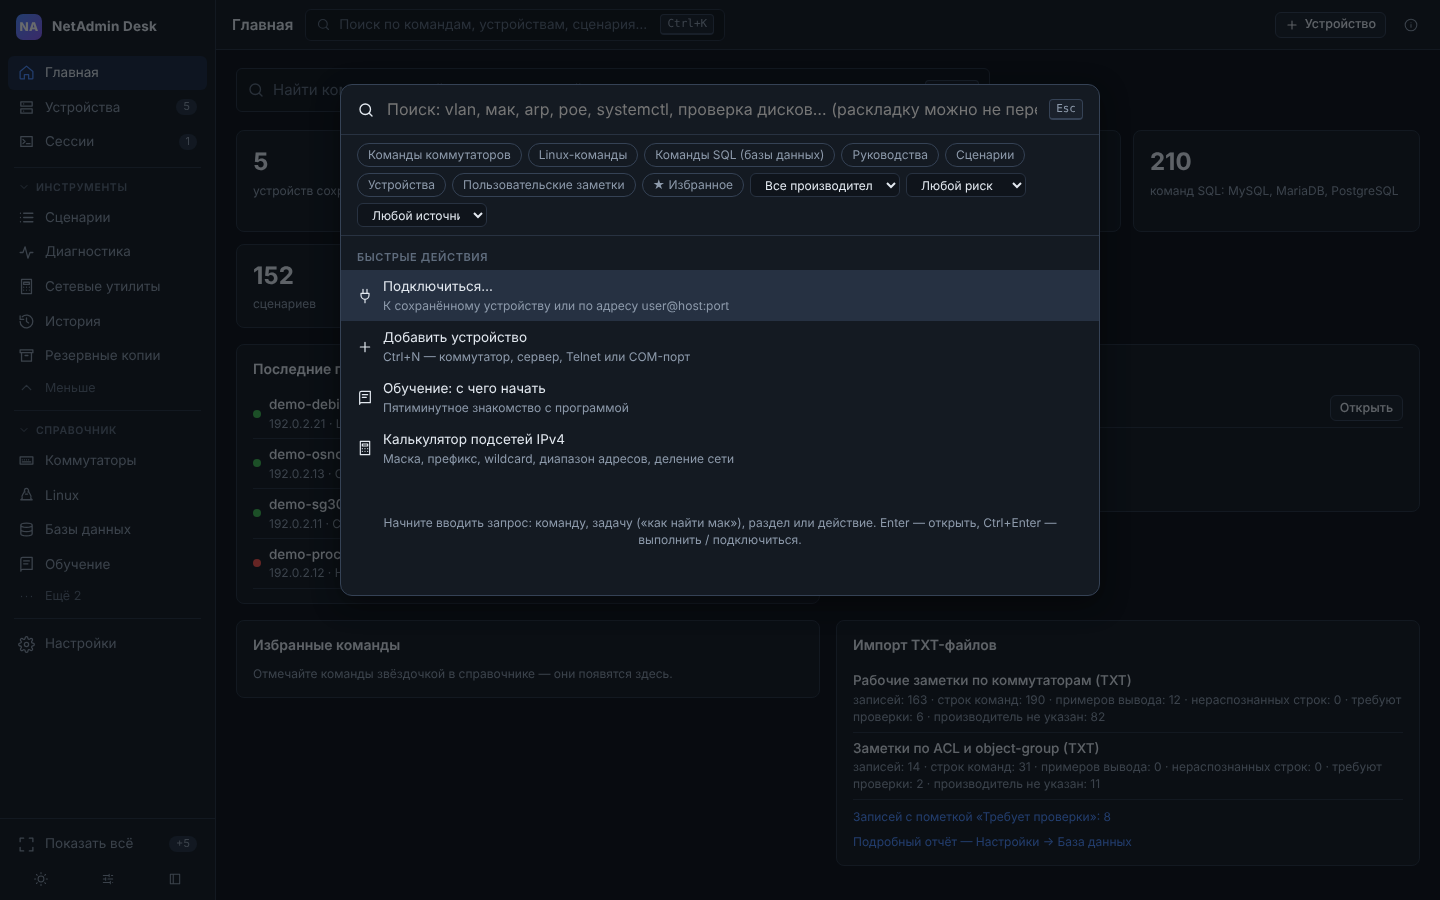 NA NetAdmin Desk
Главная
Устройства 5
Сессии 1
ИНСТРУМЕНТЫ
Сценарии
Диагностика
Сетевые утилиты
История
Резервные копии
Меньше
СПРАВОЧНИК
Коммутаторы
Linux
Базы данных
Обучение
Ещё 2
Настройки
Показать всё +5
Главная
Поиск по командам, устройствам, сценария... Ctrl+K
Устройство
Найти
5
устройств
210
команд SQL: MySQL, MariaDB, PostgreSQL
152
сценариев
Последние
192.0.2.21 ·
192.0.2.13 ·
192.0.2.11 ·
192.0.2.12 ·
Открыть
Поиск: vlan, мак, arp, poe, systemctl, проверка дисков... (раскладку можно не пере
Esc
Команды коммутаторов
Linux-команды
Команды SQL (базы данных)
Руководства
Сценарии
Устройства
Пользовательские заметки
★ Избранное
Все производител
Любой риск
Любой источни
БЫСТРЫЕ ДЕЙСТВИЯ
Подключиться...
К сохранённому устройству или по адресу user@host:port
Добавить устройство
Ctrl+N — коммутатор, сервер, Telnet или COM-порт
Обучение: с чего начать
Пятиминутное знакомство с программой
Калькулятор подсетей IPv4
Маска, префикс, wildcard, диапазон адресов, деление сети
Начните вводить запрос: команду, задачу («как найти мак»), раздел или действие. Enter — открыть, Ctrl+Enter —
выполнить / подключиться.
Избранные команды
Отмечайте команды звёздочкой в справочнике — они появятся здесь.
Импорт TXT-файлов
Рабочие заметки по коммутаторам (TXT)
записей: 163 · строк команд: 190 · примеров вывода: 12 · нераспознанных строк: 0 · требуют
проверки: 6 · производитель не указан: 82
Заметки по ACL и object-group (TXT)
записей: 14 · строк команд: 31 · примеров вывода: 0 · нераспознанных строк: 0 · требуют
проверки: 2 · производитель не указан: 11
Записей с пометкой «Требует проверки»: 8
Подробный отчёт — Настройки → База данных